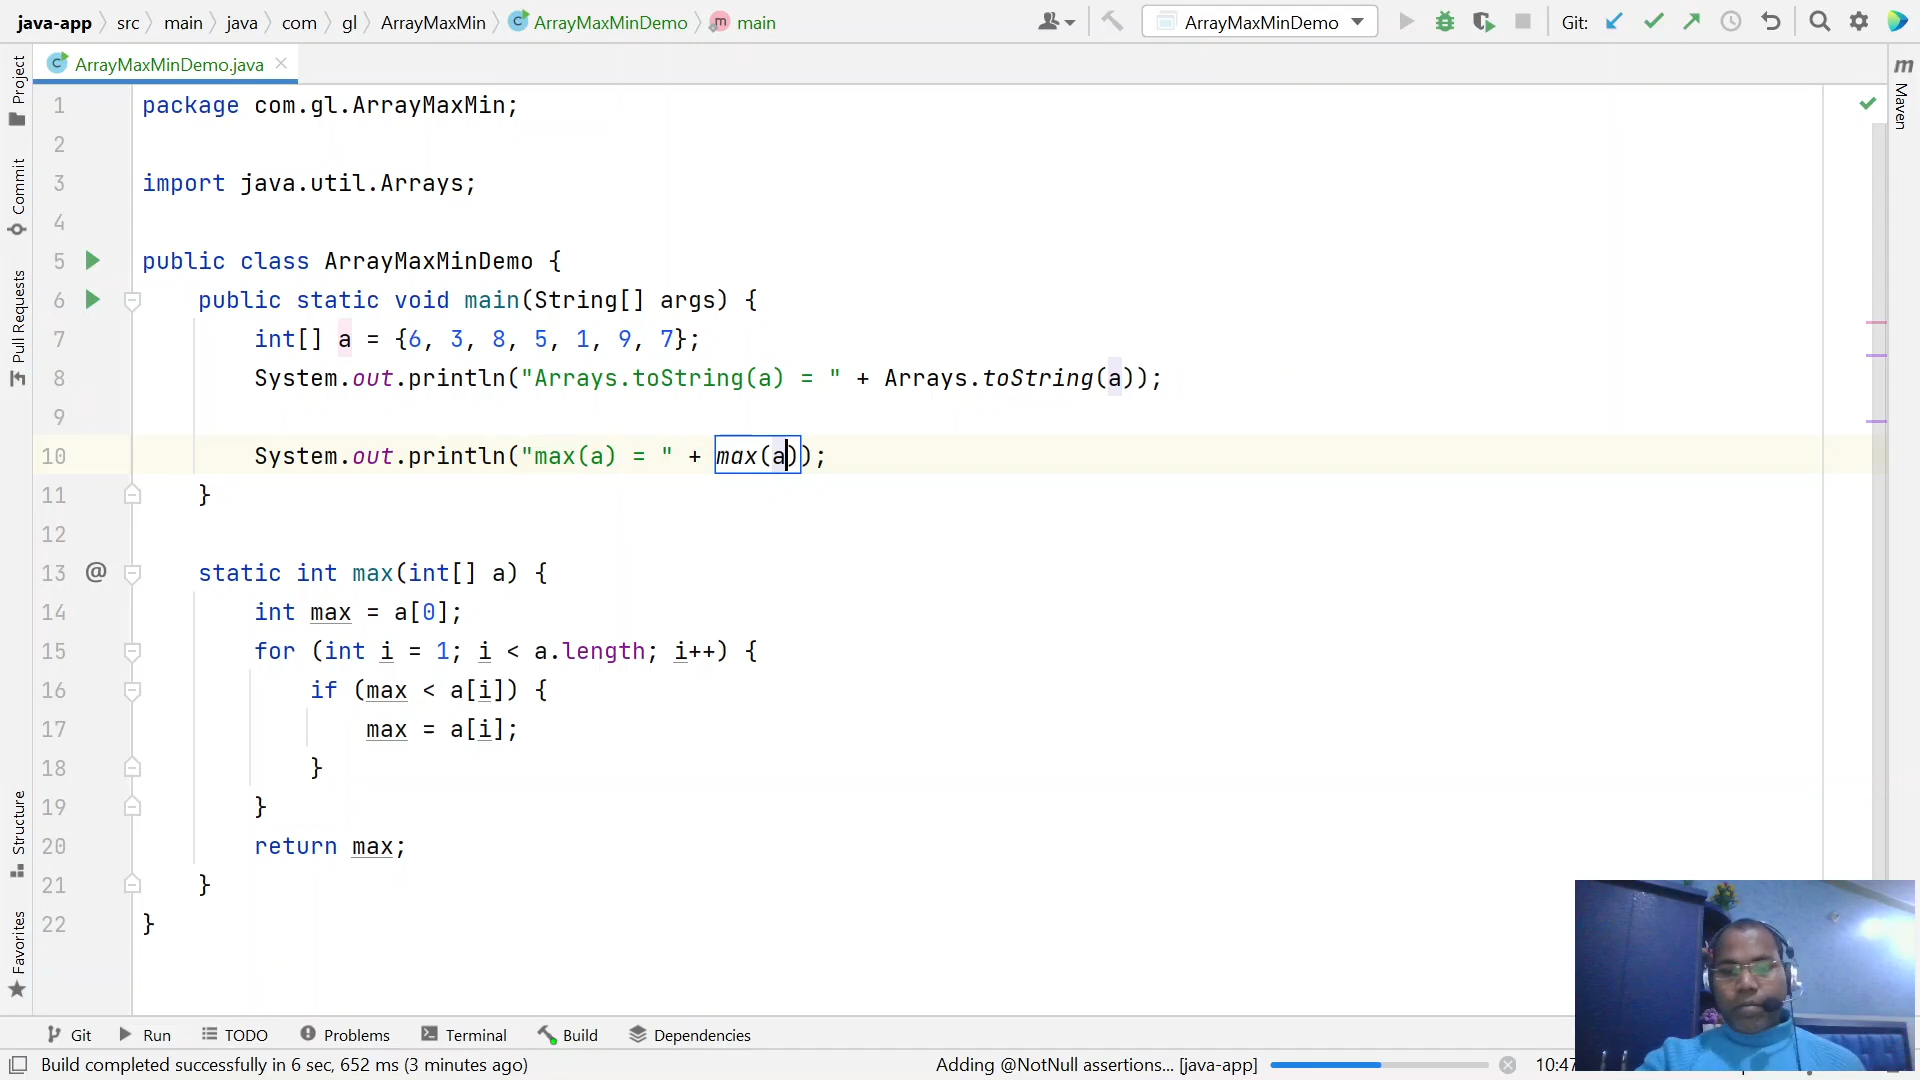 java-app src main java com gl ArrayMaxMin ArrayMaxMinDemo m main ArrayMaxMinDemo Git:
ArrayMaxMinDemo.java
1 package com.gl.ArrayMaxMin;
2
3 import java.util.Arrays;
4
5 public class ArrayMaxMinDemo {
6 public static void main(String[] args) {
7 int[] a = {6, 3, 8, 5, 1, 9, 7};
8 System.out.println("Arrays.toString(a) = " + Arrays.toString(a));
9
10 System.out.println("max(a) = " + max(a));
11 }
12
13 @ static int max(int[] a) {
14 int max = a[0];
15 for (int i = 1; i < a.length; i++) {
16 if (max < a[i]) {
17 max = a[i];
18 }
19 }
20 return max;
21 }
22 }
Project
Commit
Pull Requests
Structure
Favorites
m Maven
Git Run TODO Problems Terminal Build Dependencies
Build completed successfully in 6 sec, 652 ms (3 minutes ago) Adding @NotNull assertions... [java-app] 10:47